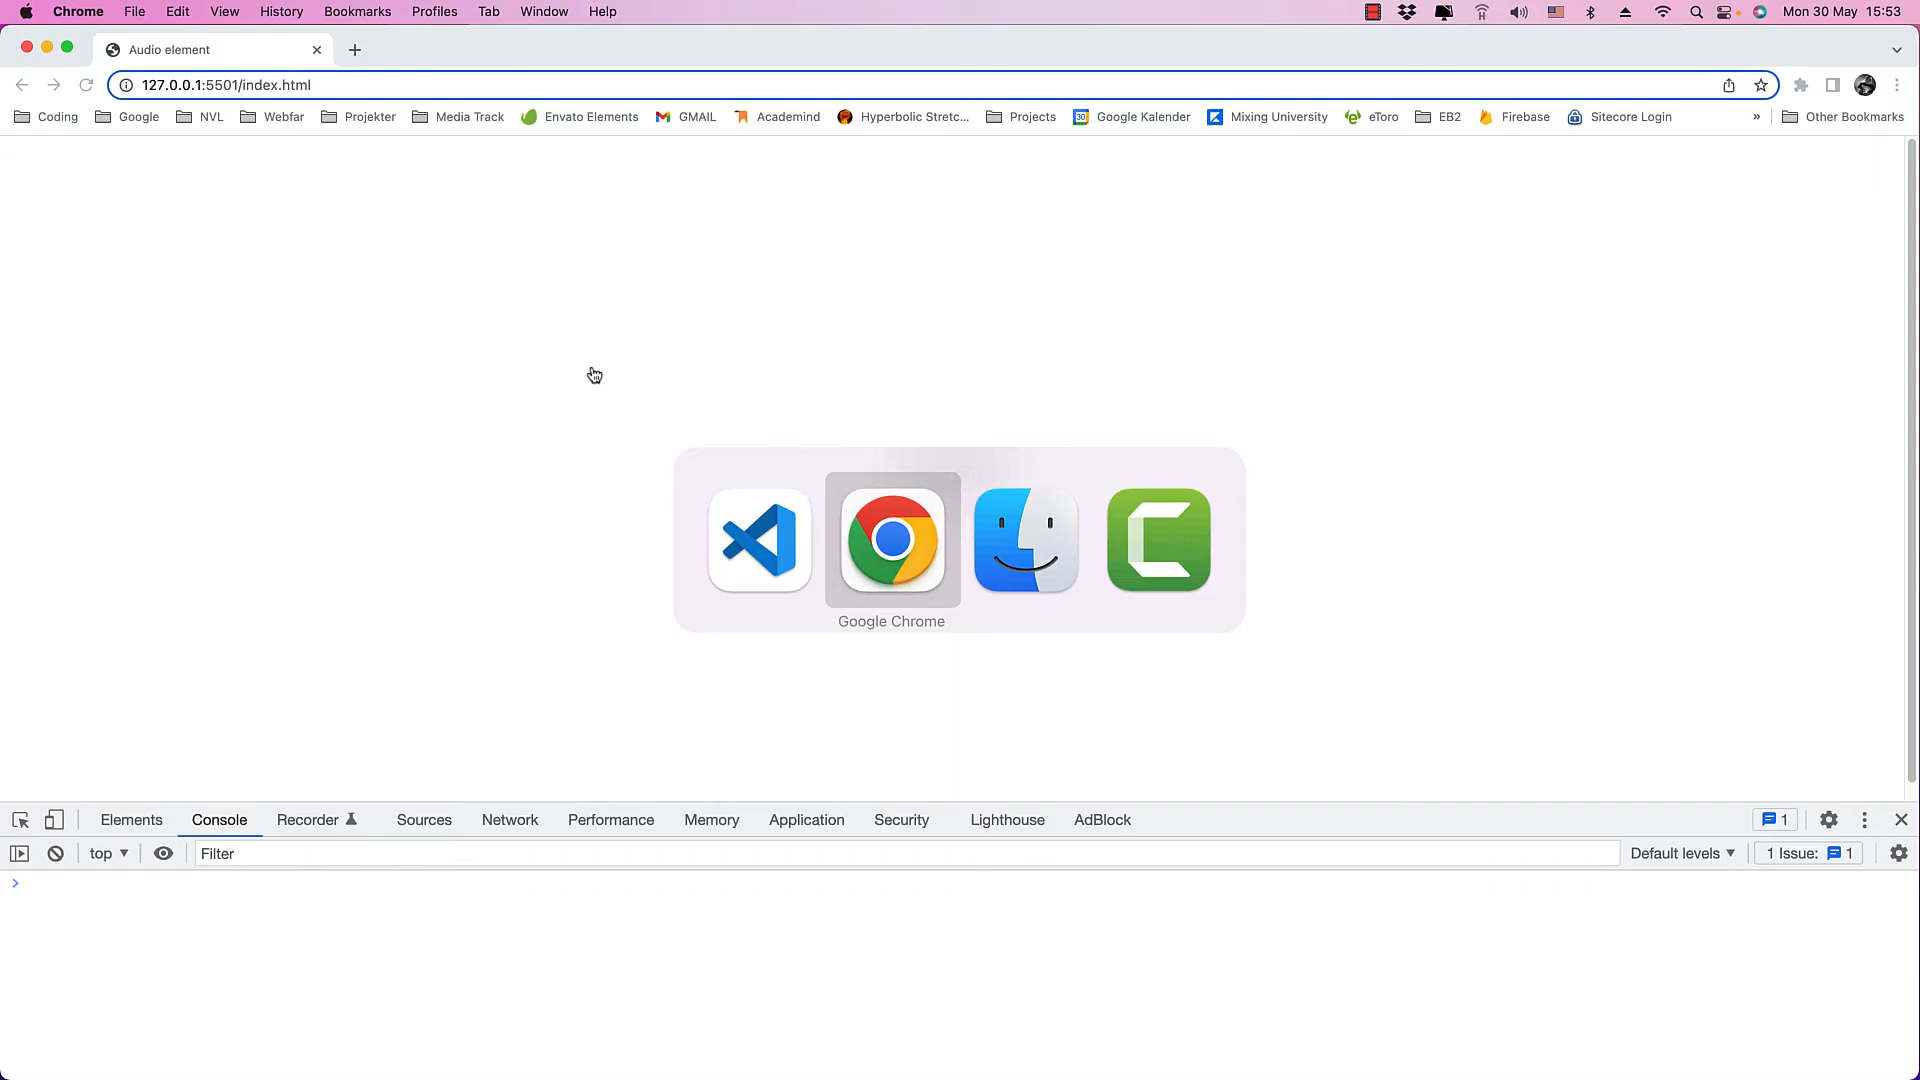 Chrome File Edit View History Bookmarks Profiles Tab Window Help Mon 30 May 15:53
Audio element
127.0.0.1:5501/index.html
Coding Google NVL Webfar Projekter Media Track Envato Elements GMAIL Academind Hyperbolic Stretc... Projects 30 Google Kalender Mixing University eToro EB2 Firebase Sitecore Login » Other Bookmarks
Google Chrome
Elements Console Recorder Sources Network Performance Memory Application Security Lighthouse AdBlock 1
top Filter Default levels 1 Issue: 1